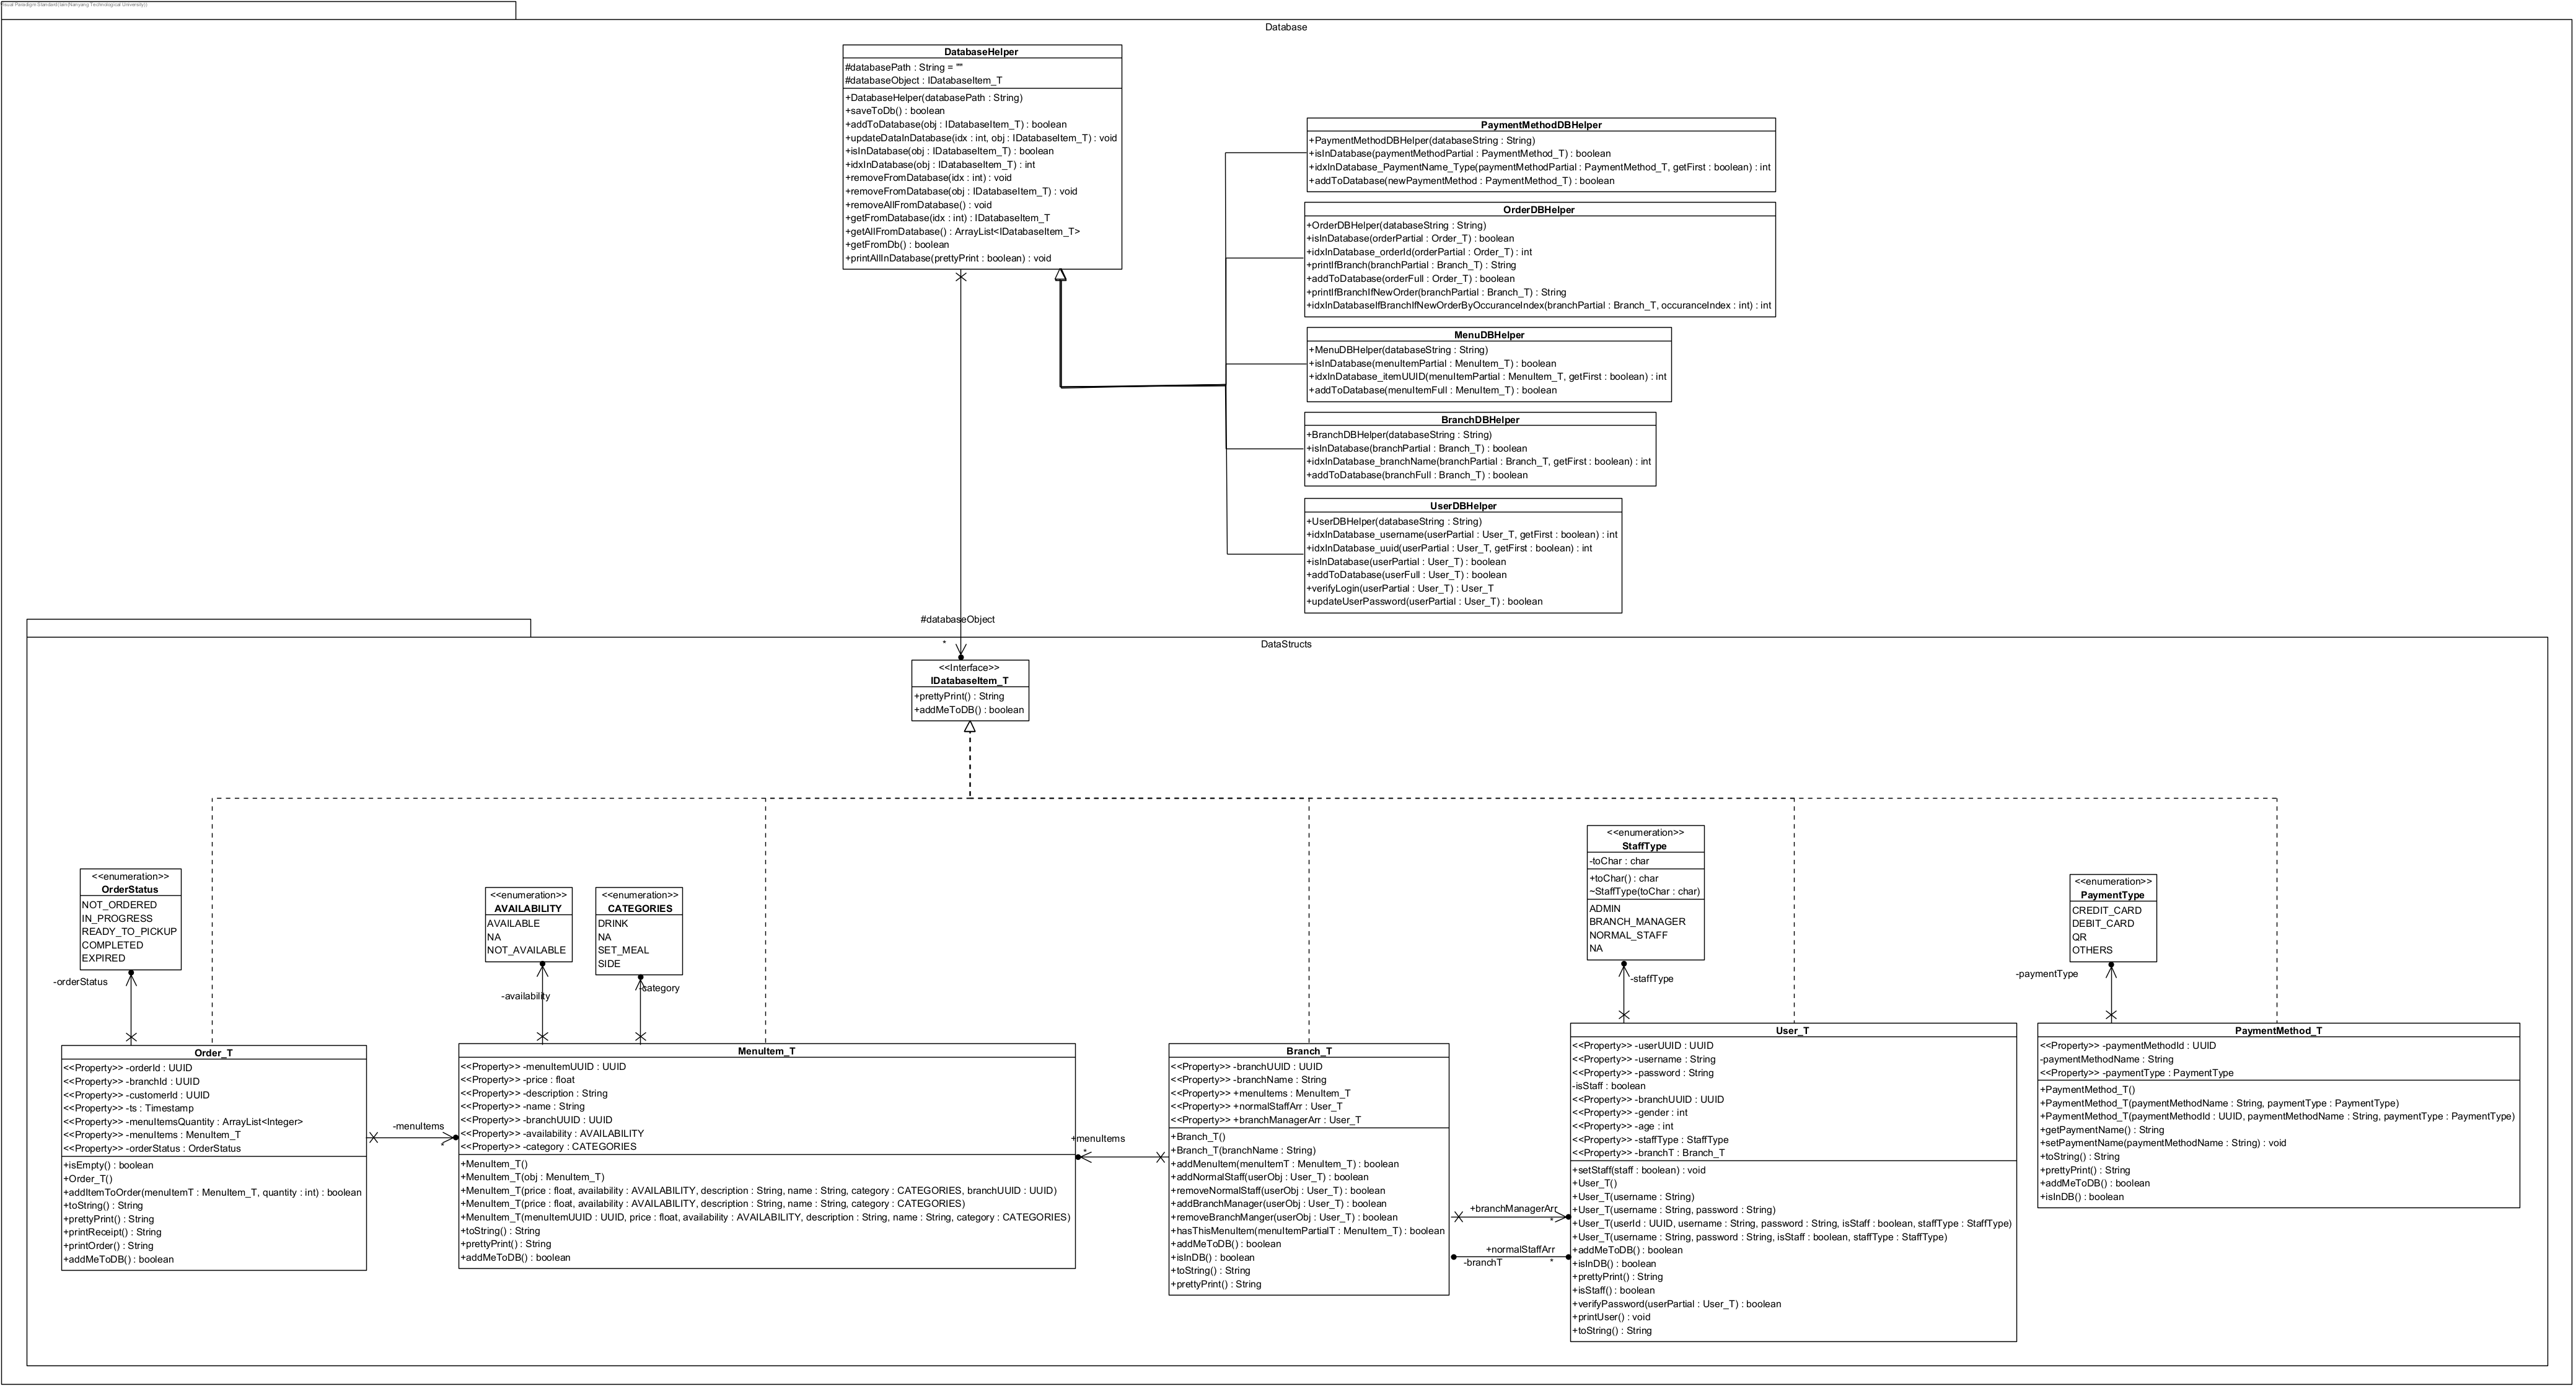 Visual Paradigm Standard(Iain(Nanyang Technological University))
Database
DatabaseHelper
#databasePath : String = ""
#databaseObject : IDatabaseItem_T
+DatabaseHelper(databasePath : String)
+saveToDb() : boolean
+addToDatabase(obj : IDatabaseItem_T) : boolean
+updateDataInDatabase(idx : int, obj : IDatabaseItem_T) : void
+isInDatabase(obj : IDatabaseItem_T) : boolean
+idxInDatabase(obj : IDatabaseItem_T) : int
+removeFromDatabase(idx : int) : void
+removeFromDatabase(obj : IDatabaseItem_T) : void
+removeAllFromDatabase() : void
+getFromDatabase(idx : int) : IDatabaseItem_T
+getAllFromDatabase() : ArrayList<IDatabaseItem_T>
+getFromDb() : boolean
+printAllInDatabase(prettyPrint : boolean) : void
PaymentMethodDBHelper
+PaymentMethodDBHelper(databaseString : String)
+isInDatabase(paymentMethodPartial : PaymentMethod_T) : boolean
+idxInDatabase_PaymentName_Type(paymentMethodPartial : PaymentMethod_T, getFirst : boolean) : int
+addToDatabase(newPaymentMethod : PaymentMethod_T) : boolean
OrderDBHelper
+OrderDBHelper(databaseString : String)
+isInDatabase(orderPartial : Order_T) : boolean
+idxInDatabase_orderId(orderPartial : Order_T) : int
+printIfBranch(branchPartial : Branch_T) : String
+addToDatabase(orderFull : Order_T) : boolean
+printIfBranchIfNewOrder(branchPartial : Branch_T) : String
+idxInDatabaseIfBranchIfNewOrderByOccuranceIndex(branchPartial : Branch_T, occuranceIndex : int) : int
MenuDBHelper
+MenuDBHelper(databaseString : String)
+isInDatabase(menuItemPartial : MenuItem_T) : boolean
+idxInDatabase_itemUUID(menuItemPartial : MenuItem_T, getFirst : boolean) : int
+addToDatabase(menuItemFull : MenuItem_T) : boolean
BranchDBHelper
+BranchDBHelper(databaseString : String)
+isInDatabase(branchPartial : Branch_T) : boolean
+idxInDatabase_branchName(branchPartial : Branch_T, getFirst : boolean) : int
+addToDatabase(branchFull : Branch_T) : boolean
UserDBHelper
+UserDBHelper(databaseString : String)
+idxInDatabase_username(userPartial : User_T, getFirst : boolean) : int
+idxInDatabase_uuid(userPartial : User_T, getFirst : boolean) : int
+isInDatabase(userPartial : User_T) : boolean
+addToDatabase(userFull : User_T) : boolean
+verifyLogin(userPartial : User_T) : User_T
+updateUserPassword(userPartial : User_T) : boolean
#databaseObject
*
DataStructs
<<Interface>>
IDatabaseItem_T
+prettyPrint() : String
+addMeToDB() : boolean
<<enumeration>>
OrderStatus
NOT_ORDERED
IN_PROGRESS
READY_TO_PICKUP
COMPLETED
EXPIRED
-orderStatus
<<enumeration>>
AVAILABILITY
AVAILABLE
NA
NOT_AVAILABLE
-availability
<<enumeration>>
CATEGORIES
DRINK
NA
SET_MEAL
SIDE
-category
<<enumeration>>
StaffType
-toChar : char
+toChar() : char
~StaffType(toChar : char)
ADMIN
BRANCH_MANAGER
NORMAL_STAFF
NA
-staffType
<<enumeration>>
PaymentType
CREDIT_CARD
DEBIT_CARD
QR
OTHERS
-paymentType
Order_T
<<Property>> -orderId : UUID
<<Property>> -branchId : UUID
<<Property>> -customerId : UUID
<<Property>> -ts : Timestamp
<<Property>> -menuItemsQuantity : ArrayList<Integer>
<<Property>> -menuItems : MenuItem_T
<<Property>> -orderStatus : OrderStatus
+isEmpty() : boolean
+Order_T()
+addItemToOrder(menuItemT : MenuItem_T, quantity : int) : boolean
+toString() : String
+prettyPrint() : String
+printReceipt() : String
+printOrder() : String
+addMeToDB() : boolean
-menuItems
*
MenuItem_T
<<Property>> -menuItemUUID : UUID
<<Property>> -price : float
<<Property>> -description : String
<<Property>> -name : String
<<Property>> -branchUUID : UUID
<<Property>> -availability : AVAILABILITY
<<Property>> -category : CATEGORIES
+MenuItem_T()
+MenuItem_T(obj : MenuItem_T)
+MenuItem_T(price : float, availability : AVAILABILITY, description : String, name : String, category : CATEGORIES, branchUUID : UUID)
+MenuItem_T(price : float, availability : AVAILABILITY, description : String, name : String, category : CATEGORIES)
+MenuItem_T(menuItemUUID : UUID, price : float, availability : AVAILABILITY, description : String, name : String, category : CATEGORIES)
+toString() : String
+prettyPrint() : String
+addMeToDB() : boolean
+menuItems
*
Branch_T
<<Property>> -branchUUID : UUID
<<Property>> -branchName : String
<<Property>> +menuItems : MenuItem_T
<<Property>> +normalStaffArr : User_T
<<Property>> +branchManagerArr : User_T
+Branch_T()
+Branch_T(branchName : String)
+addMenuItem(menuItemT : MenuItem_T) : boolean
+addNormalStaff(userObj : User_T) : boolean
+removeNormalStaff(userObj : User_T) : boolean
+addBranchManager(userObj : User_T) : boolean
+removeBranchManger(userObj : User_T) : boolean
+hasThisMenuItem(menuItemPartialT : MenuItem_T) : boolean
+addMeToDB() : boolean
+isInDB() : boolean
+toString() : String
+prettyPrint() : String
+branchManagerArr
*
+normalStaffArr
-branchT
*
User_T
<<Property>> -userUUID : UUID
<<Property>> -username : String
<<Property>> -password : String
-isStaff : boolean
<<Property>> -branchUUID : UUID
<<Property>> -gender : int
<<Property>> -age : int
<<Property>> -staffType : StaffType
<<Property>> -branchT : Branch_T
+setStaff(staff : boolean) : void
+User_T()
+User_T(username : String)
+User_T(username : String, password : String)
+User_T(userId : UUID, username : String, password : String, isStaff : boolean, staffType : StaffType)
+User_T(username : String, password : String, isStaff : boolean, staffType : StaffType)
+addMeToDB() : boolean
+isInDB() : boolean
+prettyPrint() : String
+isStaff() : boolean
+verifyPassword(userPartial : User_T) : boolean
+printUser() : void
+toString() : String
PaymentMethod_T
<<Property>> -paymentMethodId : UUID
-paymentMethodName : String
<<Property>> -paymentType : PaymentType
+PaymentMethod_T()
+PaymentMethod_T(paymentMethodName : String, paymentType : PaymentType)
+PaymentMethod_T(paymentMethodId : UUID, paymentMethodName : String, paymentType : PaymentType)
+getPaymentName() : String
+setPaymentName(paymentMethodName : String) : void
+toString() : String
+prettyPrint() : String
+addMeToDB() : boolean
+isInDB() : boolean